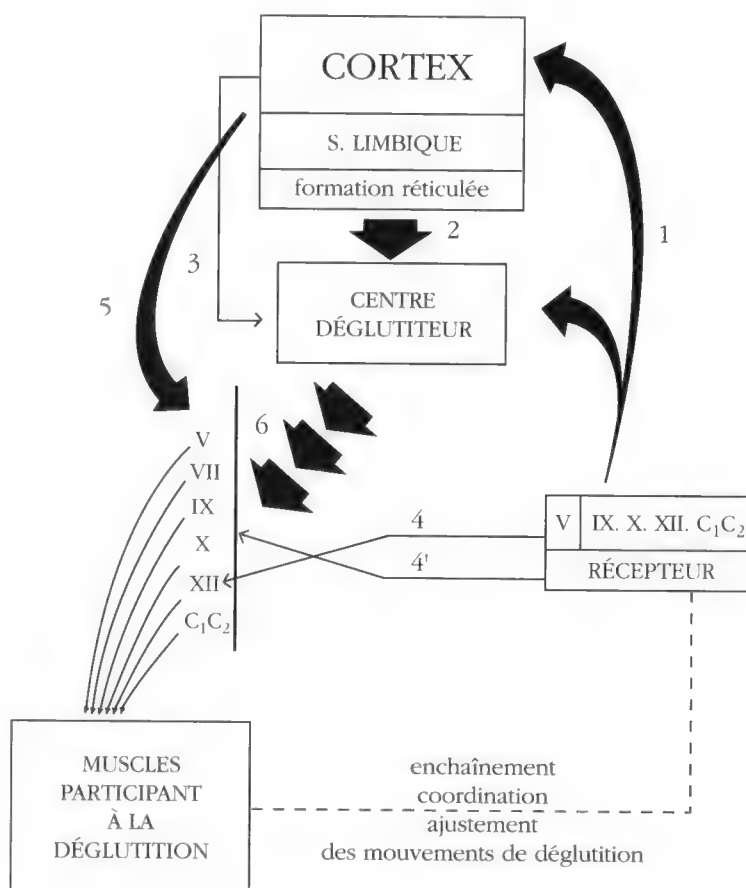 CORTEX
S. LIMBIQUE
formation réticulée
2
1
3
CENTRE
DÉGLUTITEUR
5
6
V
VII
IX
X
XII
C₁C₂
4
4'
V
IX. X. XII. C₁C₂
RÉCEPTEUR
MUSCLES
PARTICIPANT
À LA
DÉGLUTITION
enchaînement
coordination
ajustement
des mouvements de déglutition